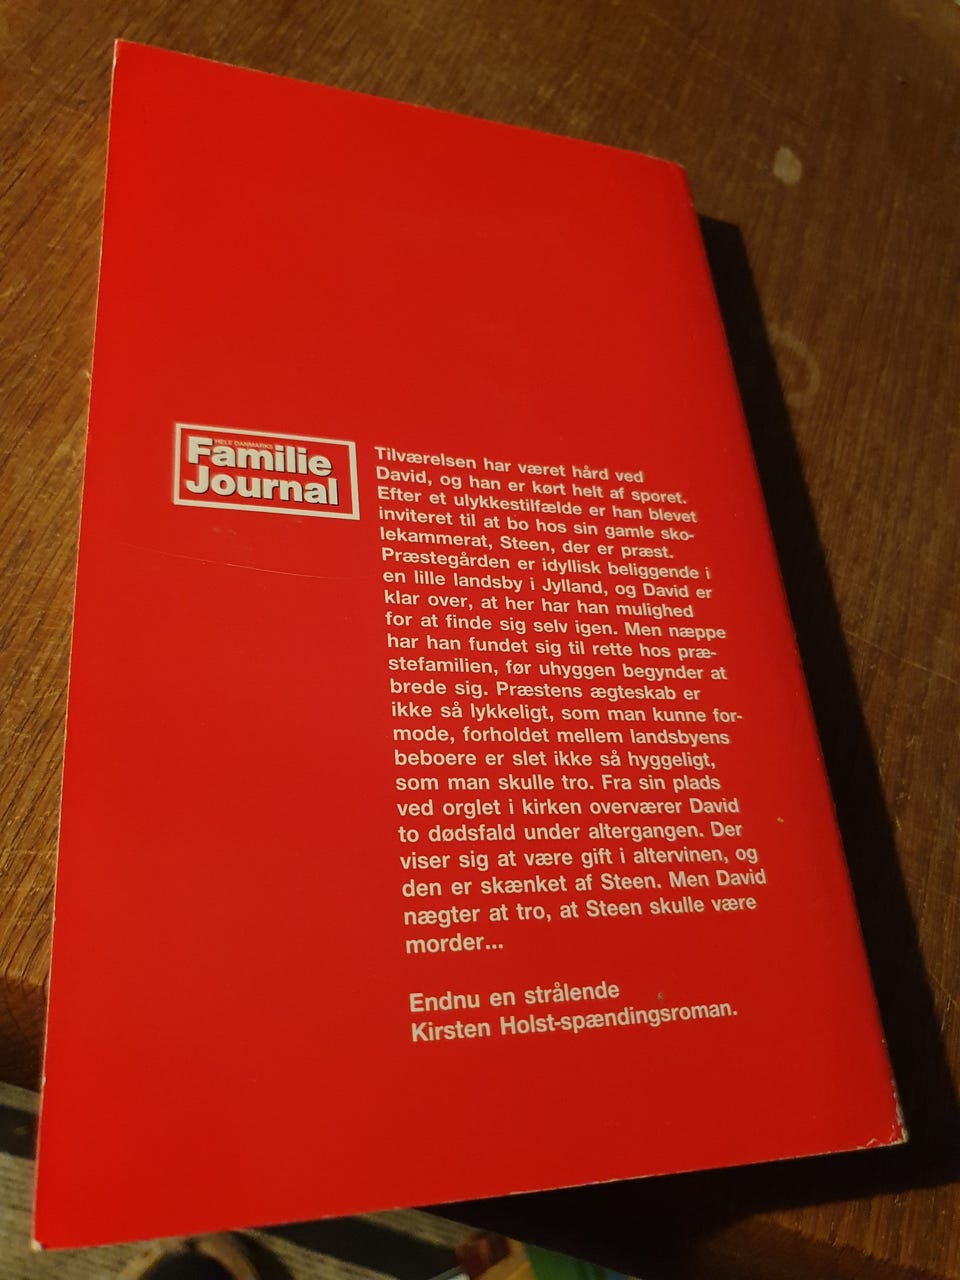 HELE DANMARKS
Familie
Journal
Tilværelsen har været hård ved
David, og han er kørt helt af sporet.
Efter et ulykkestilfælde er han blevet
inviteret til at bo hos sin gamle sko-
lekammerat, Steen, der er præst.
Præstegården er idyllisk beliggende i
en lille landsby i Jylland, og David er
klar over, at her har han mulighed
for at finde sig selv igen. Men næppe
har han fundet sig til rette hos præ-
stefamilien, før uhyggen begynder at
brede sig. Præstens ægteskab er
ikke så lykkeligt, som man kunne for-
mode, forholdet mellem landsbyens
beboere er slet ikke så hyggeligt,
som man skulle tro. Fra sin plads
ved orglet i kirken overværer David
to dødsfald under altergangen. Der
viser sig at være gift i altervinen, og
den er skænket af Steen. Men David
nægter at tro, at Steen skulle være
morder...
Endnu en strålende
Kirsten Holst-spændingsroman.